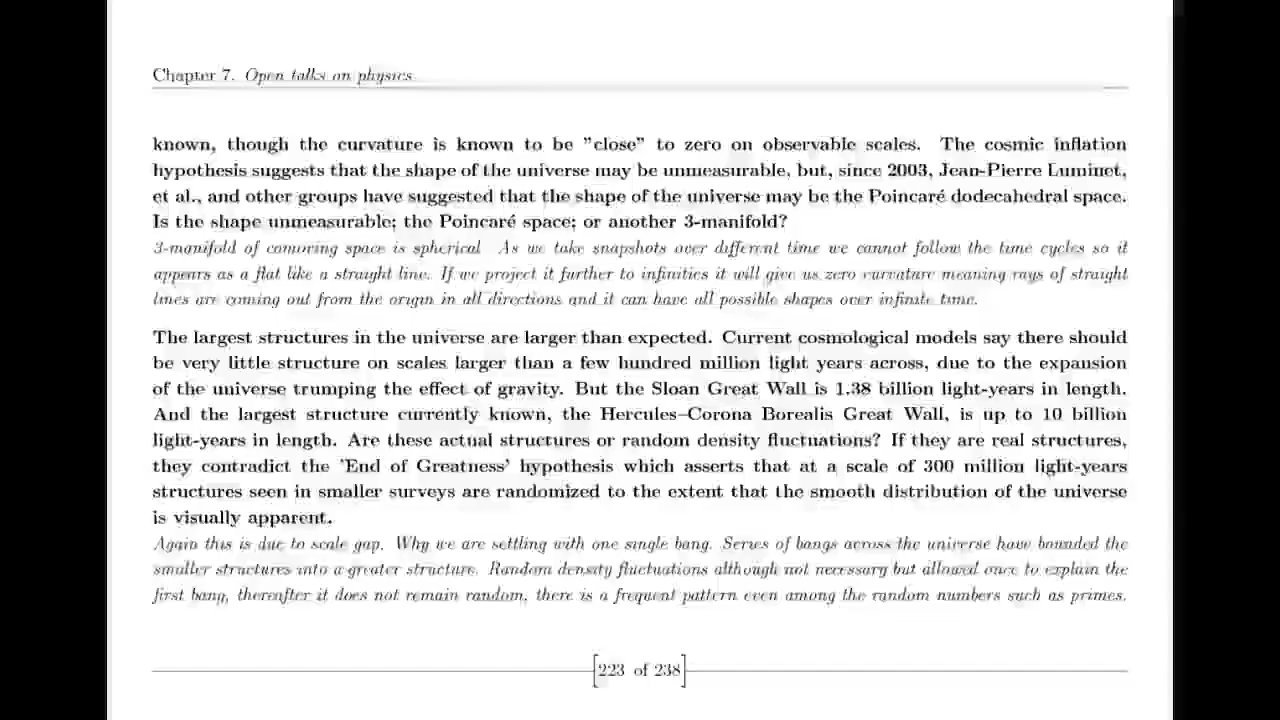 Chapter 7. Open talks on physics
known, though the curvature is known to be ”close” to zero on observable scales. The cosmic inflation
hypothesis suggests that the shape of the universe may be unmeasurable, but, since 2003, Jean-Pierre Luminet,
et al., and other groups have suggested that the shape of the universe may be the Poincaré dodecahedral space.
Is the shape unmeasurable; the Poincaré space; or another 3-manifold?
3-manifold of comoving space is spherical. As we take snapshots over different time we cannot follow the time cycles so it
appears as a flat like a straight line. If we project it further to infinities it will give us zero curvature meaning rays of straight
lines are coming out from the origin in all directions and it can have all possible shapes over infinite time.
The largest structures in the universe are larger than expected. Current cosmological models say there should
be very little structure on scales larger than a few hundred million light years across, due to the expansion
of the universe trumping the effect of gravity. But the Sloan Great Wall is 1.38 billion light-years in length.
And the largest structure currently known, the Hercules–Corona Borealis Great Wall, is up to 10 billion
light-years in length. Are these actual structures or random density fluctuations? If they are real structures,
they contradict the ’End of Greatness’ hypothesis which asserts that at a scale of 300 million light-years
structures seen in smaller surveys are randomized to the extent that the smooth distribution of the universe
is visually apparent.
Again this is due to scale gap. Why we are settling with one single bang. Series of bangs across the universe have bounded the
smaller structures into a greater structure. Random density fluctuations although not necessary but allowed once to explain the
first bang, thereafter it does not remain random, there is a frequent pattern even among the random numbers such as primes.
223 of 238